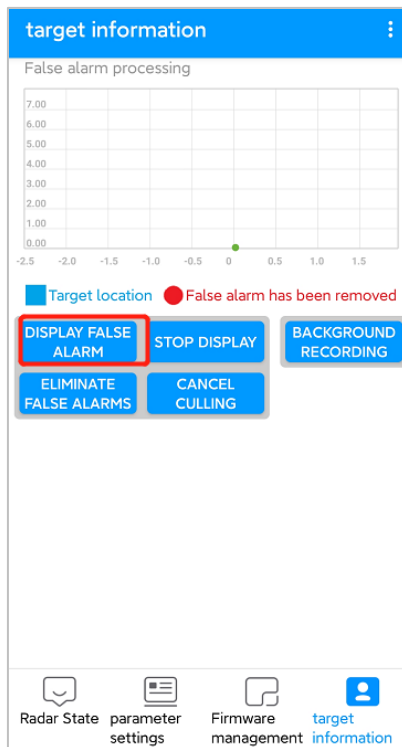 target information
False alarm processing
7.00
6.00
5.00
4.00
3.00
2.00
1.00
0.00
-2.5 -2.0 -1.5 -1.0 -0.5 0 0.5 1.0 1.5
Target location False alarm has been removed
DISPLAY FALSE
ALARM
STOP DISPLAY
BACKGROUND
RECORDING
ELIMINATE
FALSE ALARMS
CANCEL
CULLING
Radar State
parameter
settings
Firmware
management
target
information